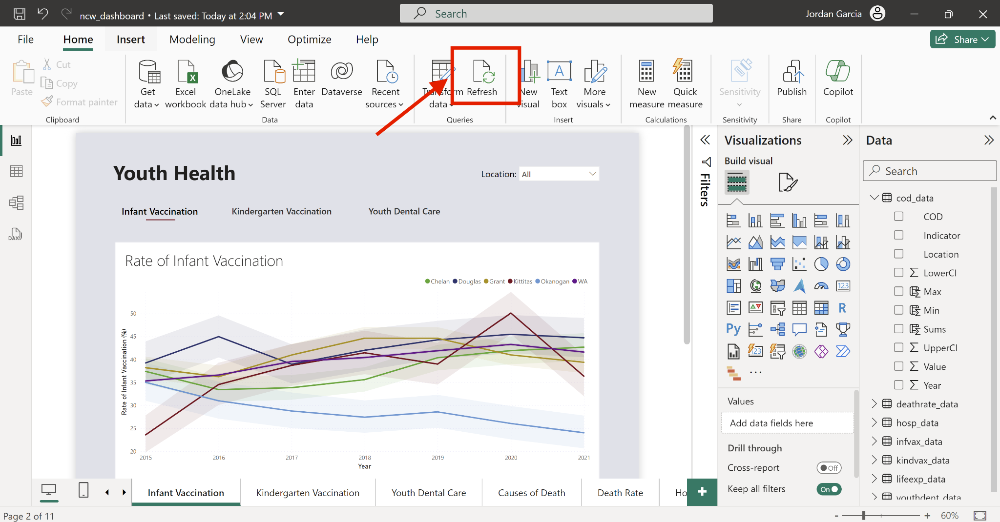 ncw_dashboard • Last saved: Today at 2:04 PM
Search
Jordan Garcia
File
Home
Insert
Modeling
View
Optimize
Help
Share
Paste
Cut
Copy
Format painter
Clipboard
Get data
Excel workbook
OneLake data hub
SQL Server
Enter data
Dataverse
Recent sources
Data
Transform data
Refresh
Queries
New visual
Text box
More visuals
Insert
New measure
Quick measure
Calculations
Sensitivity
Sensitivity
Publish
Share
Copilot
Copilot
Youth Health
Location: All
Infant Vaccination
Kindergarten Vaccination
Youth Dental Care
Rate of Infant Vaccination
Chelan Douglas Grant Kittitas Okanogan WA
Rate of Infant Vaccination (%)
50
45
40
35
30
25
20
2015 2016 2017 2018 2019 2020 2021
Year
Filters
Visualizations
Build visual
123
R
Py
123
Values
Add data fields here
Drill through
Cross-report
Off
Keep all filters
On
Data
Search
cod_data
COD
Indicator
Location
LowerCI
Max
Min
Sums
UpperCI
Value
Year
deathrate_data
hosp_data
infvax_data
kindvax_data
lifeexp_data
youthdent_data
DAX
Infant Vaccination
Kindergarten Vaccination
Youth Dental Care
Causes of Death
Death Rate
Ho
Page 2 of 11
- + 60%